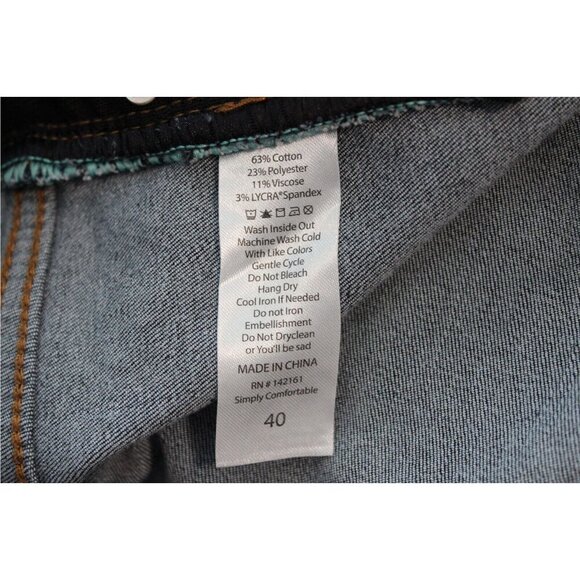 63% Cotton
23% Polyester
11% Viscose
3% LYCRA®Spandex
Wash Inside Out
Machine Wash Cold
With Like Colors
Gentle Cycle
Do Not Bleach
Hang Dry
Cool Iron If Needed
Do not Iron
Embellishment
Do Not Dryclean
or You'll be sad
MADE IN CHINA
RN # 142161
Simply Comfortable
40